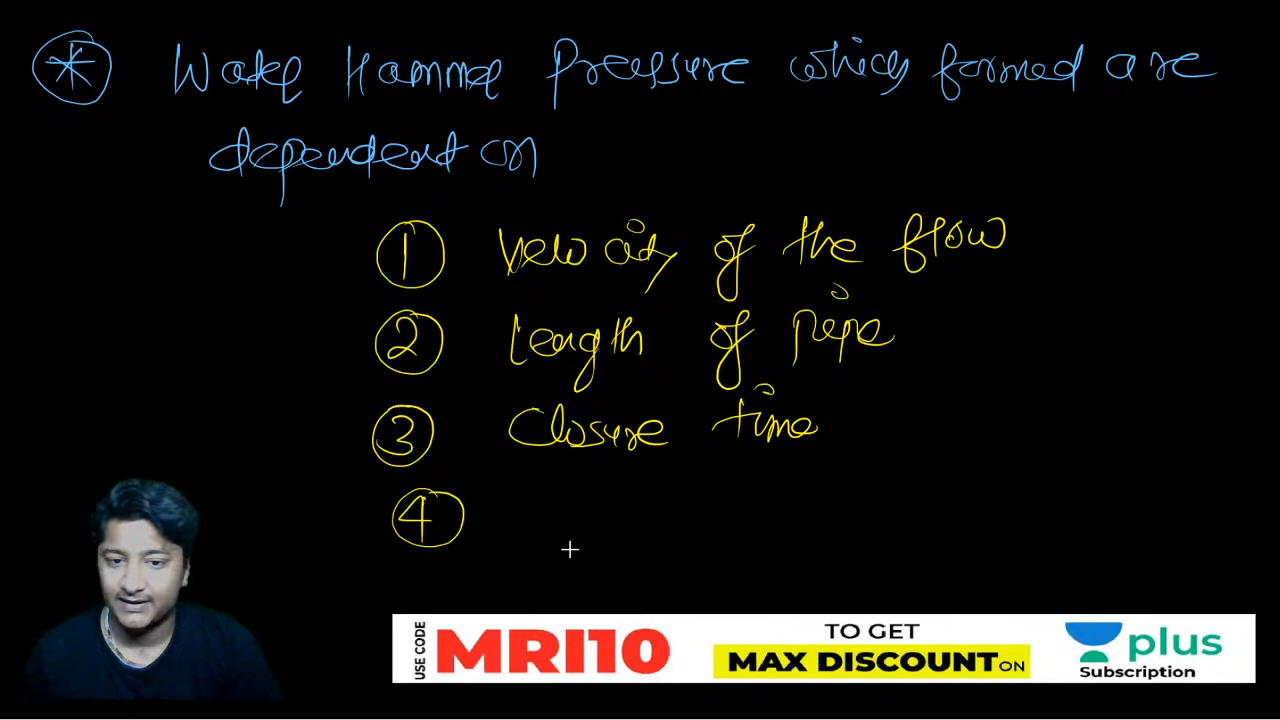 * Water Hammer Pressure which formed are
dependent on
1 Velocity of the flow
2 Length of pipe
3 Closure time
4
USE CODE MRI10 TO GET MAX DISCOUNT ON plus Subscription